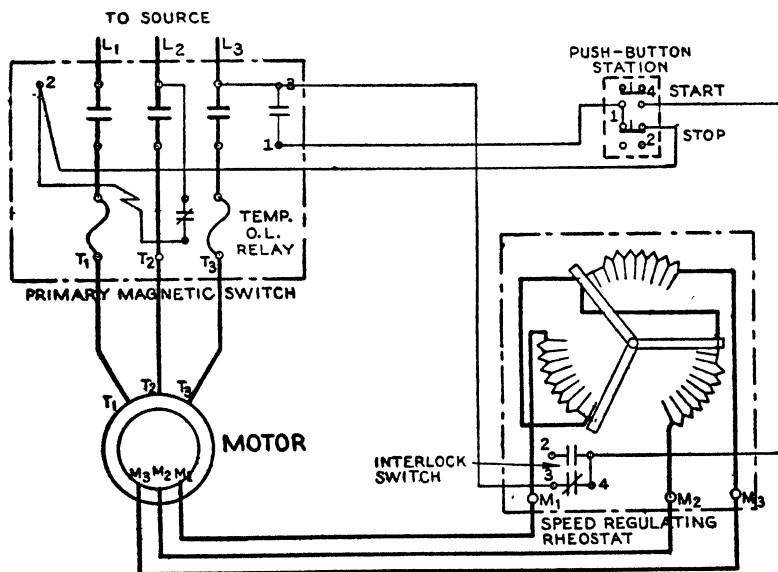 TO SOURCE
L1 L2 L3
PUSH-BUTTON
STATION
2
3
4 START
1
1
STOP
2
TEMP.
O.L.
RELAY
T1 T2 T3
PRIMARY MAGNETIC SWITCH
T1 T2 T3
MOTOR
M3 M2 M1
INTERLOCK
SWITCH
2
3 4
M1 M2 M3
SPEED REGULATING
RHEOSTAT